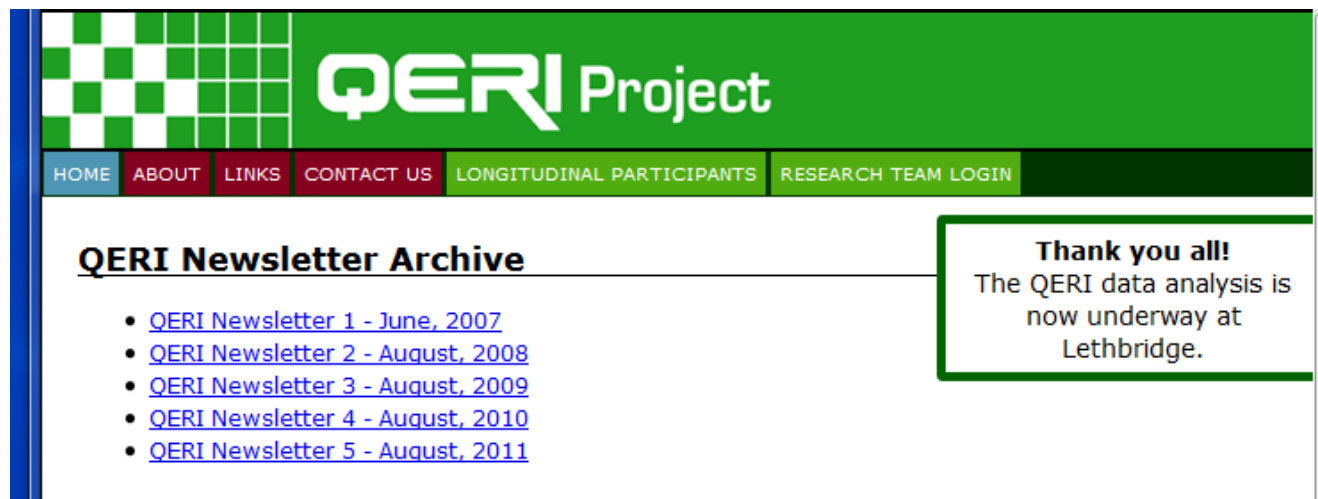 QERI Project
HOME ABOUT LINKS CONTACT US LONGITUDINAL PARTICIPANTS RESEARCH TEAM LOGIN
QERI Newsletter Archive
• QERI Newsletter 1 - June, 2007
• QERI Newsletter 2 - August, 2008
• QERI Newsletter 3 - August, 2009
• QERI Newsletter 4 - August, 2010
• QERI Newsletter 5 - August, 2011
Thank you all!
The QERI data analysis is
now underway at
Lethbridge.